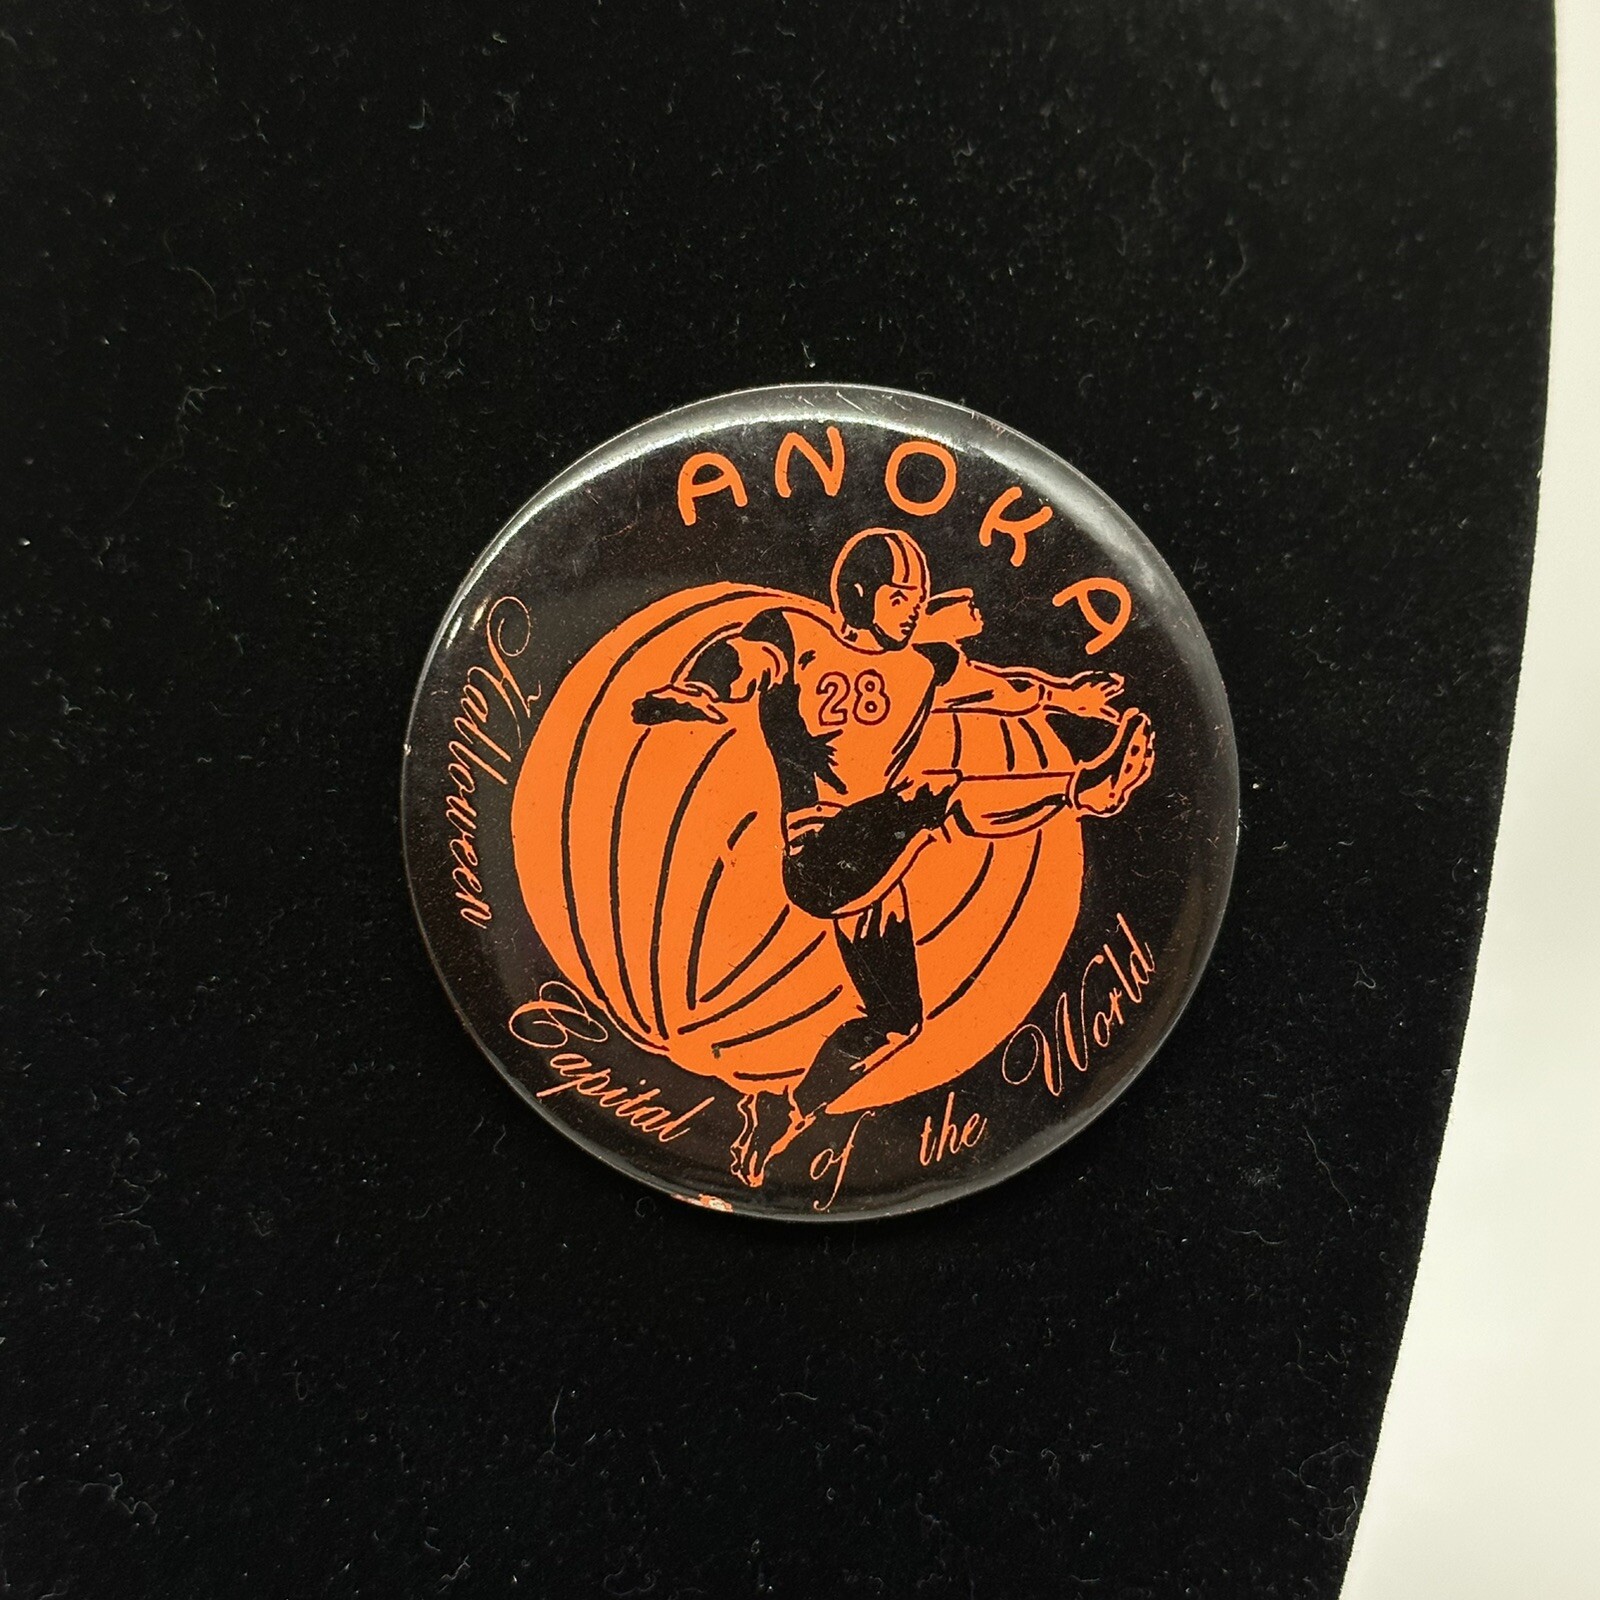 ANOKA
28
Halloween Capital of the World